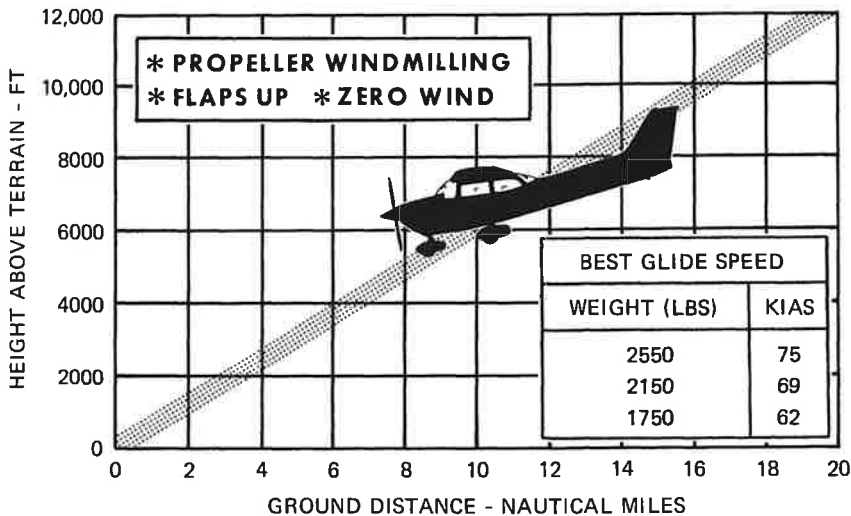 12,000
10,000
8000
6000
4000
2000
0
HEIGHT ABOVE TERRAIN - FT
* PROPELLER WINDMILLING
* FLAPS UP * ZERO WIND
BEST GLIDE SPEED
WEIGHT (LBS) KIAS
2550 75
2150 69
1750 62
0 2 4 6 8 10 12 14 16 18 20
GROUND DISTANCE - NAUTICAL MILES